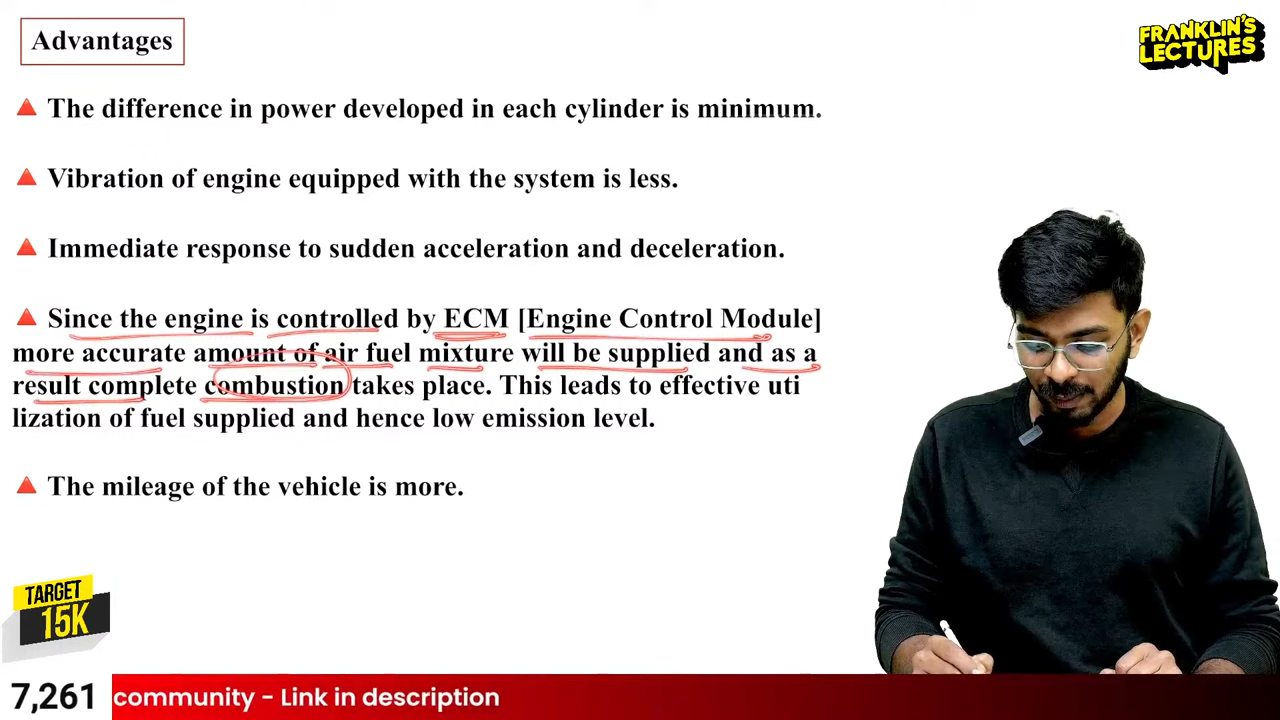 Advantages
FRANKLIN'S
LECTURES
The difference in power developed in each cylinder is minimum.
Vibration of engine equipped with the system is less.
Immediate response to sudden acceleration and deceleration.
Since the engine is controlled by ECM [Engine Control Module]
more accurate amount of air fuel mixture will be supplied and as a
result complete combustion takes place. This leads to effective uti
lization of fuel supplied and hence low emission level.
The mileage of the vehicle is more.
TARGET
15K
7,261
community - Link in description